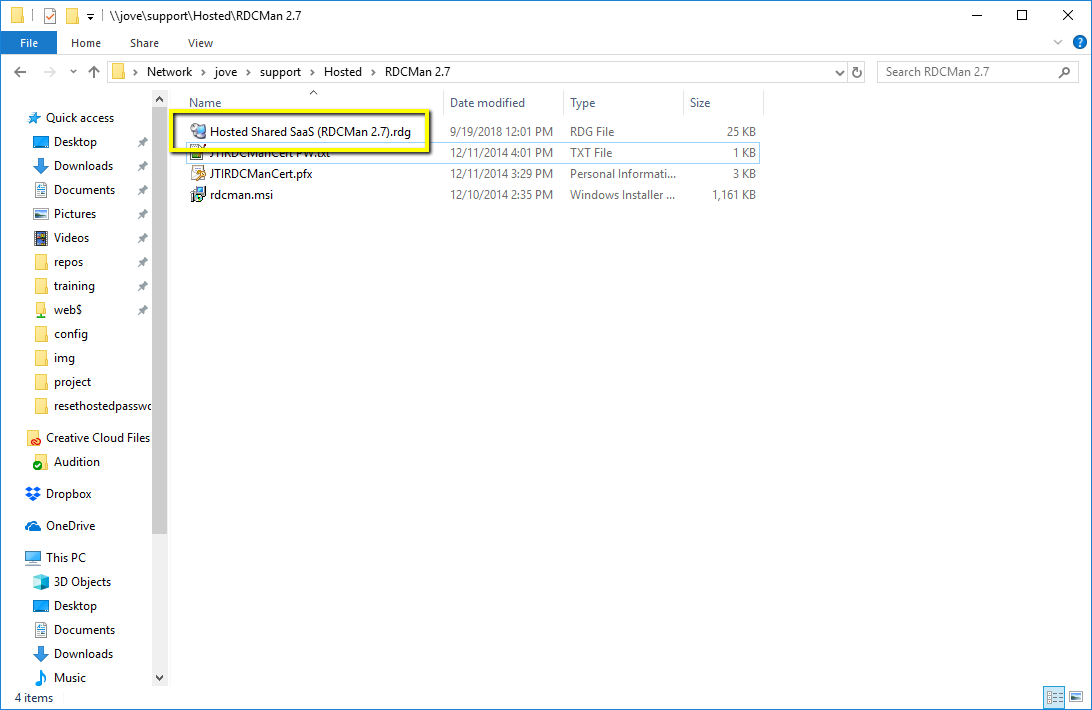 \\jove\support\Hosted\RDCMan 2.7
File Home Share View
Network jove support Hosted RDCMan 2.7
Search RDCMan 2.7
Name Date modified Type Size
Hosted Shared SaaS (RDCMan 2.7).rdg 9/19/2018 12:01 PM RDG File 25 KB
JTIRDCManCert PW.txt 12/11/2014 4:01 PM TXT File 1 KB
JTIRDCManCert.pfx 12/11/2014 3:29 PM Personal Informati... 3 KB
rdcman.msi 12/10/2014 2:35 PM Windows Installer ... 1,161 KB
Quick access
Desktop
Downloads
Documents
Pictures
Videos
repos
training
web$
config
img
project
resethostedpasswo
Creative Cloud Files
Audition
Dropbox
OneDrive
This PC
3D Objects
Desktop
Documents
Downloads
Music
4 items